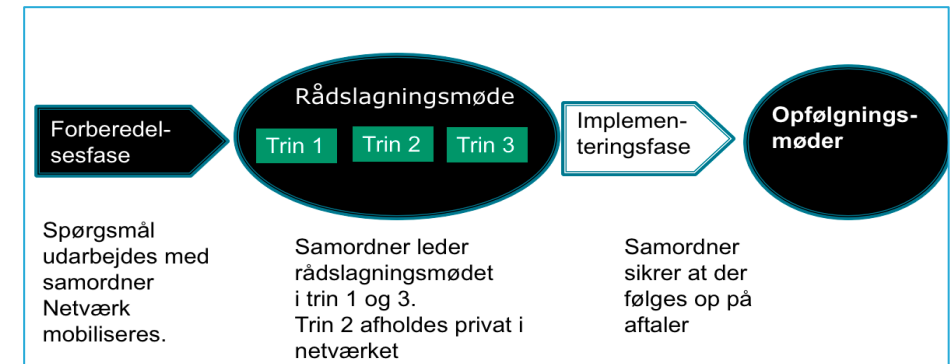 Forberedel-
sesfase
Rådslagningsmøde
Trin 1
Trin 2
Trin 3
Implemen-
teringsfase
Opfølgnings-
møder
Spørgsmål
udarbejdes med
samordner
Netværk
mobiliseres.
Samordner leder
rådslagningsmødet
i trin 1 og 3.
Trin 2 afholdes privat i
netværket
Samordner
sikrer at der
følges op på
aftaler